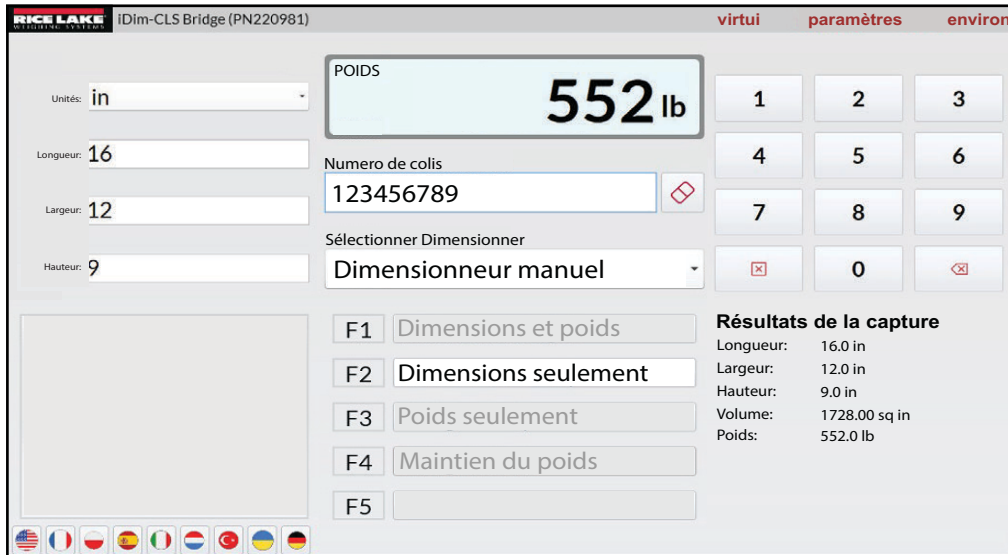 RICE LAKE
WEIGHING SYSTEMS
iDim-CLS Bridge (PN220981)
virtui
paramètres
environ
Unités: in
Longueur: 16
Largeur: 12
Hauteur: 9
POIDS
552 lb
Numero de colis
123456789
Sélectionner Dimensionner
Dimensionneur manuel
F1 Dimensions et poids
F2 Dimensions seulement
F3 Poids seulement
F4 Maintien du poids
F5
1 2 3
4 5 6
7 8 9
0
Résultats de la capture
Longueur: 16.0 in
Largeur: 12.0 in
Hauteur: 9.0 in
Volume: 1728.00 sq in
Poids: 552.0 lb